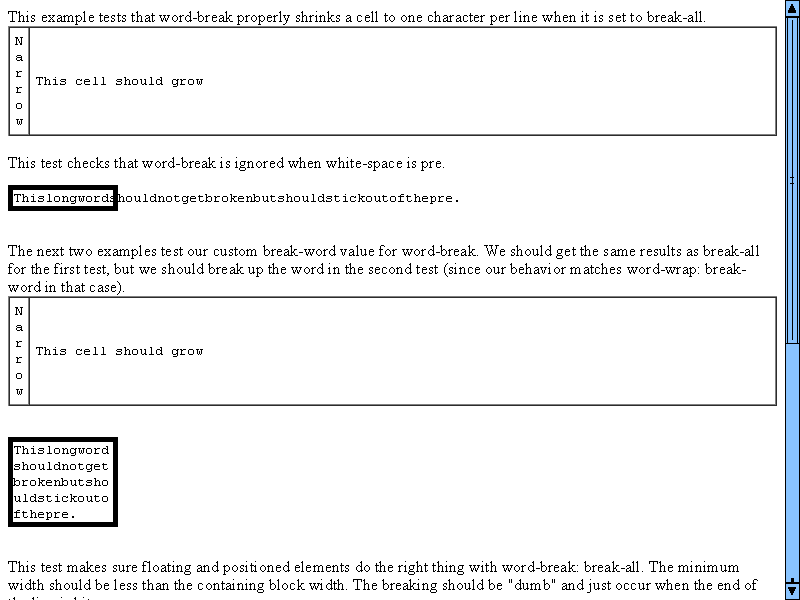 This example tests that word-break properly shrinks a cell to one character per line when it is set to break-all.
N
a
r
r
o
w
This cell should grow
This test checks that word-break is ignored when white-space is pre.
Thislongwordshouldnotgetbrokenbutshouldstickoutofthepre.
The next two examples test our custom break-word value for word-break. We should get the same results as break-all
for the first test, but we should break up the word in the second test (since our behavior matches word-wrap: break-
word in that case).
N
a
r
r
o
w
This cell should grow
Thislongword
shouldnotget
brokenbutsho
uldstickouto
fthepre.
This test makes sure floating and positioned elements do the right thing with word-break: break-all. The minimum
width should be less than the containing block width. The breaking should be "dumb" and just occur when the end of